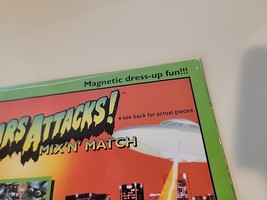 Magnetic dress-up fun!!!
ARS ATTACKS!
MIX 'N' MATCH
•see back for actual pieces